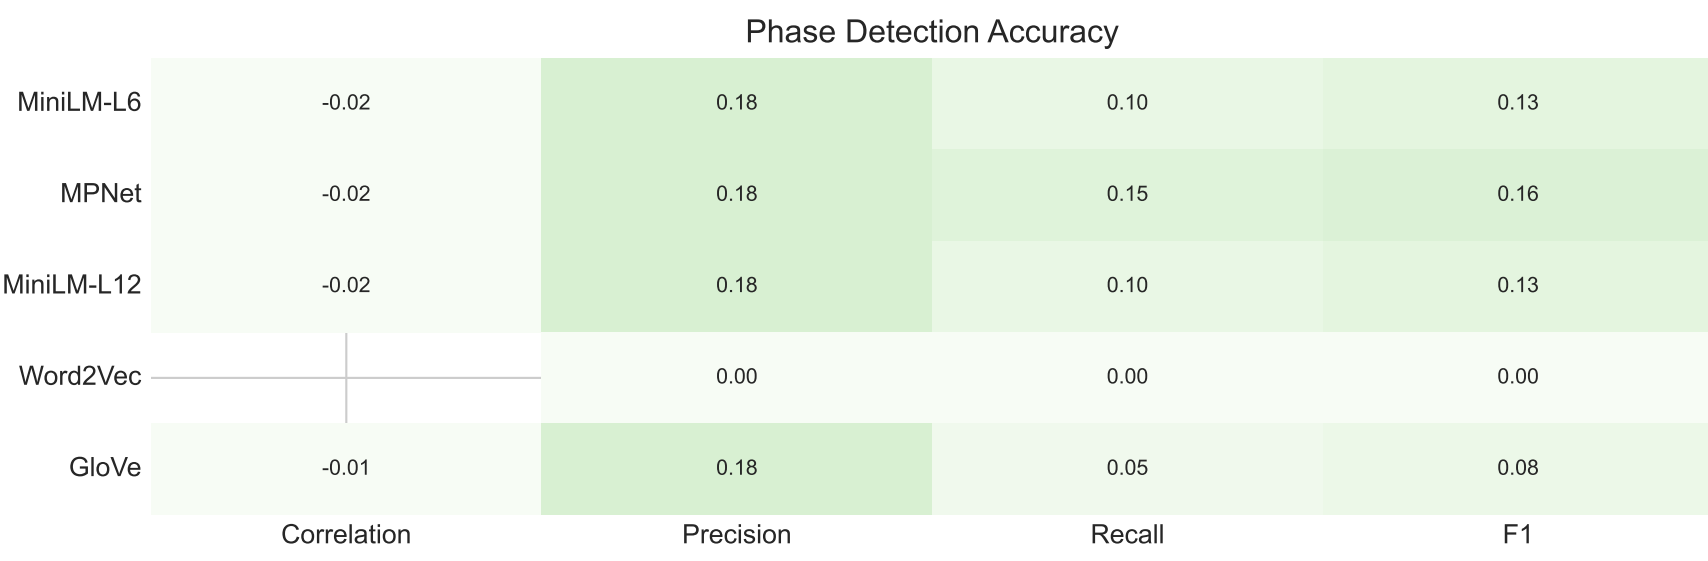 Phase Detection Accuracy
MiniLM-L6 -0.02 0.18 0.10 0.13
MPNet -0.02 0.18 0.15 0.16
MiniLM-L12 -0.02 0.18 0.10 0.13
Word2Vec 0.00 0.00 0.00
GloVe -0.01 0.18 0.05 0.08
Correlation Precision Recall F1